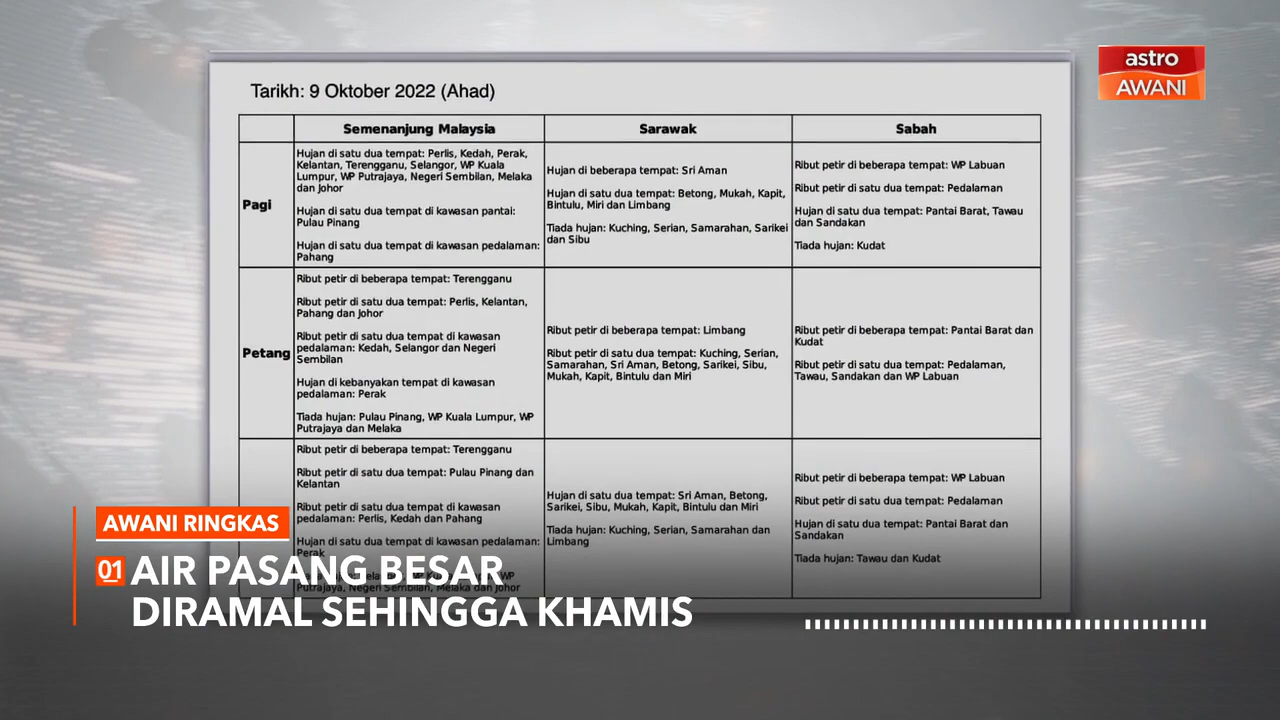 astro
AWANI
Tarikh: 9 Oktober 2022 (Ahad)
Semenanjung Malaysia
Sarawak
Sabah
Pagi
Hujan di satu dua tempat: Perlis, Kedah, Perak,
Kelantan, Terengganu, Selangor, WP Kuala
Lumpur, WP Putrajaya, Negeri Sembilan, Melaka
dan Johor
Hujan di satu dua tempat di kawasan pantai:
Pulau Pinang
Hujan di satu dua tempat di kawasan pedalaman:
Pahang
Hujan di beberapa tempat: Sri Aman
Hujan di satu dua tempat: Betong, Mukah, Kapit,
Bintulu, Miri dan Limbang
Tiada hujan: Kuching, Serian, Samarahan, Sarikei
dan Sibu
Ribut petir di beberapa tempat: WP Labuan
Ribut petir di satu dua tempat: Pedalaman
Hujan di satu dua tempat: Pantai Barat, Tawau
dan Sandakan
Tiada hujan: Kudat
Petang
Ribut petir di beberapa tempat: Terengganu
Ribut petir di satu dua tempat: Perlis, Kelantan,
Pahang dan Johor
Ribut petir di satu dua tempat di kawasan
pedalaman: Kedah, Selangor dan Negeri
Sembilan
Hujan di kebanyakan tempat di kawasan
pedalaman: Perak
Tiada hujan: Pulau Pinang, WP Kuala Lumpur, WP
Putrajaya dan Melaka
Ribut petir di beberapa tempat: Limbang
Ribut petir di satu dua tempat: Kuching, Serian,
Samarahan, Sri Aman, Betong, Sarikei, Sibu,
Mukah, Kapit, Bintulu dan Miri
Ribut petir di beberapa tempat: Pantai Barat dan
Kudat
Ribut petir di satu dua tempat: Pedalaman,
Tawau, Sandakan dan WP Labuan
Ribut petir di beberapa tempat: Terengganu
Ribut petir di satu dua tempat: Pulau Pinang dan
Kelantan
Ribut petir di satu dua tempat di kawasan
pedalaman: Perlis, Kedah dan Pahang
Hujan di satu dua tempat di kawasan pedalaman:
Perak
WP
Putrajaya, Negeri Sembilan, Melaka dan Johor
Hujan di satu dua tempat: Sri Aman, Betong,
Sarikei, Sibu, Mukah, Kapit, Bintulu dan Miri
Tiada hujan: Kuching, Serian, Samarahan dan
Limbang
Ribut petir di beberapa tempat: WP Labuan
Ribut petir di satu dua tempat: Pedalaman
Hujan di satu dua tempat: Pantai Barat dan
Sandakan
Tiada hujan: Tawau dan Kudat
AWANI RINGKAS
01 AIR PASANG BESAR
DIRAMAL SEHINGGA KHAMIS